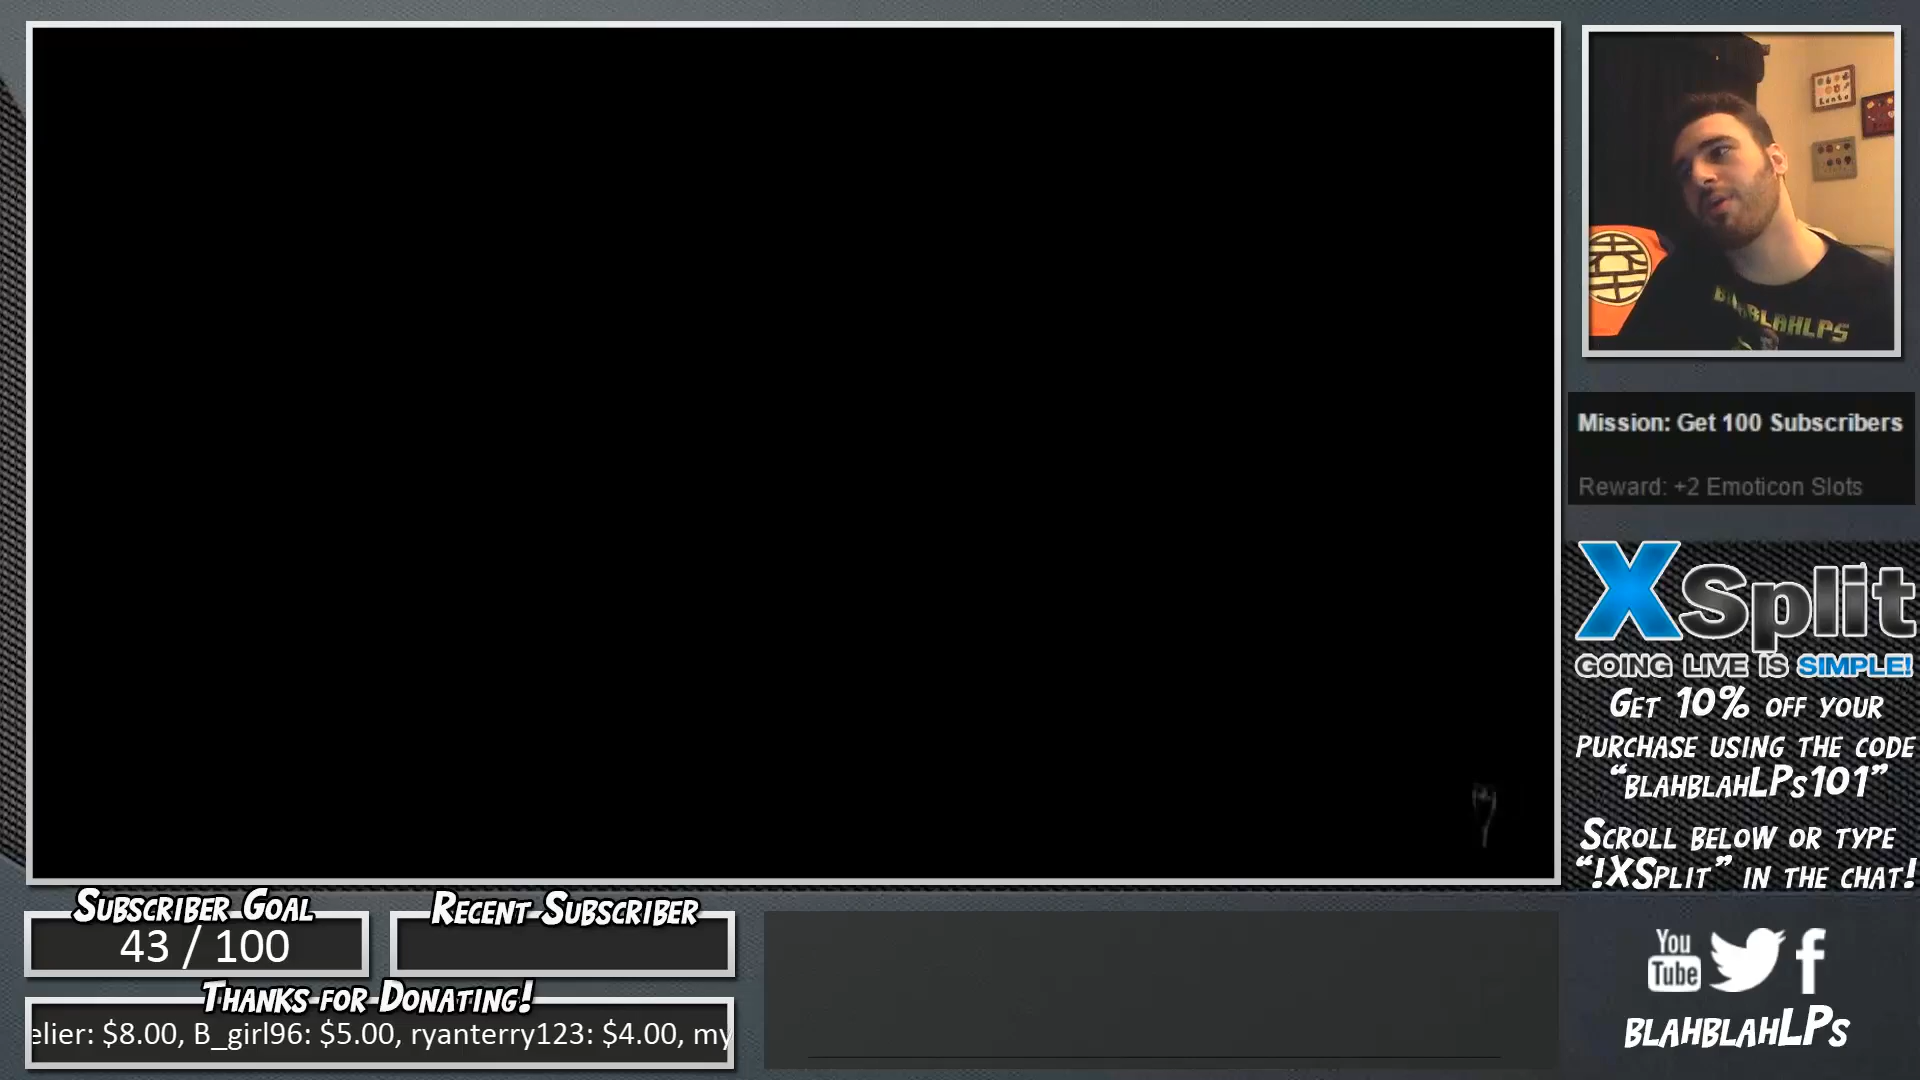 BLAHBLAHLPS
Mission: Get 100 Subscribers
Reward: +2 Emoticon Slots
XSplit
GOING LIVE IS SIMPLE!
GET 10% OFF YOUR
PURCHASE USING THE CODE
"BLAHBLAHLPS101"
SCROLL BELOW OR TYPE
"!XSPLIT" IN THE CHAT!
SUBSCRIBER GOAL
43 / 100
RECENT SUBSCRIBER
THANKS FOR DONATING!
elier: $8.00, B_girl96: $5.00, ryanterry123: $4.00, my
You
Tube
BLAHBLAHLPS